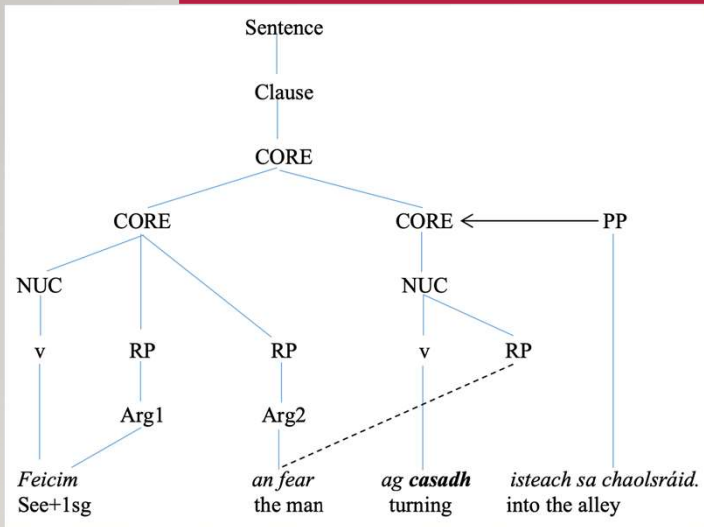 Sentence
Clause
CORE
CORE CORE PP
NUC NUC
v RP RP v RP
Arg1 Arg2
Feicim an fear ag casadh isteach sa chaolsráid.
See+1sg the man turning into the alley